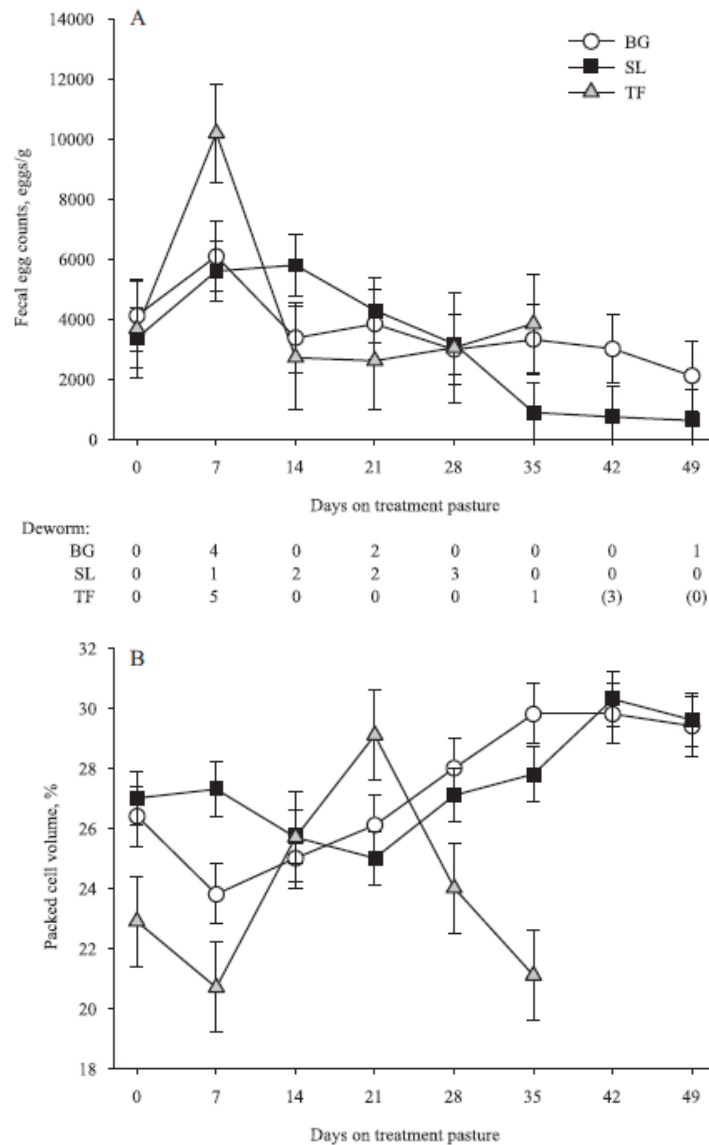 A
14000
12000
10000
8000
6000
4000
2000
0
Fecal egg counts, eggs/g
BG
SL
TF
0 7 14 21 28 35 42 49
Days on treatment pasture
Deworm:
BG 0 4 0 2 0 0 0 1
SL 0 1 2 2 3 0 0 0
TF 0 5 0 0 0 1 (3) (0)
B
32
30
28
26
24
22
20
18
Packed cell volume, %
0 7 14 21 28 35 42 49
Days on treatment pasture